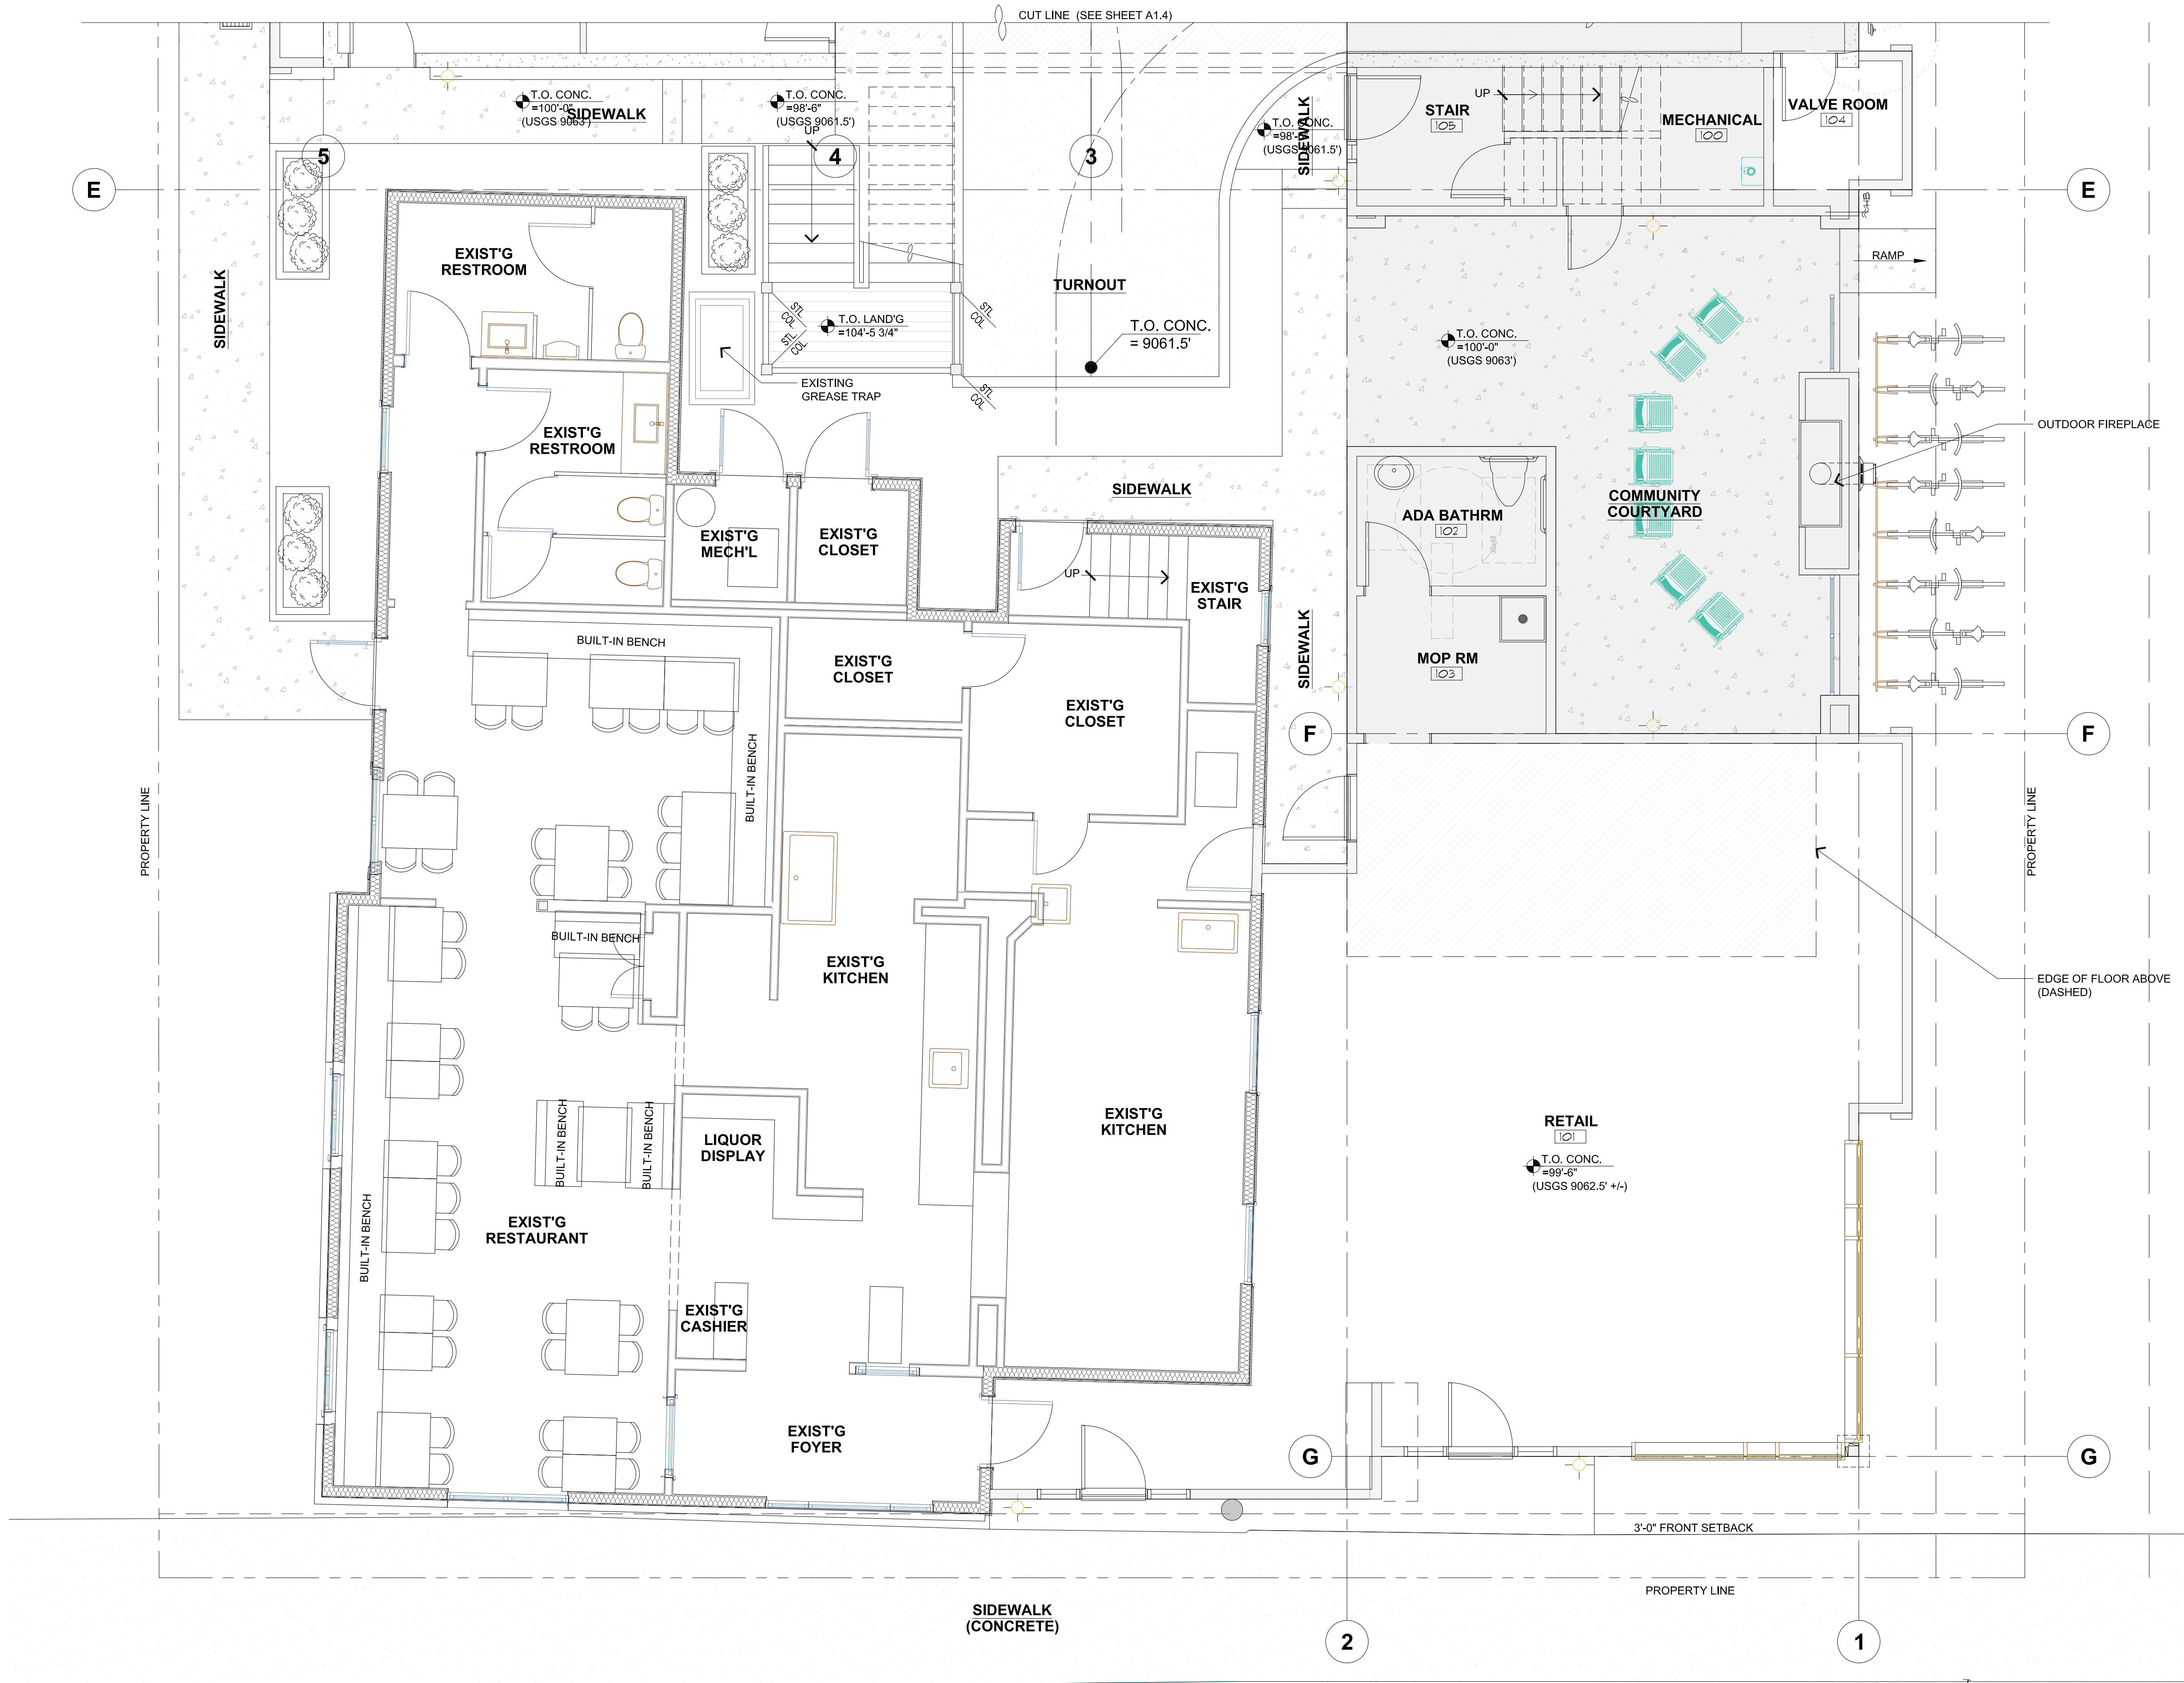 CUT LINE (SEE SHEET A1.4)
T.O. CONC.
=100'-0"
(USGS 9063')
SIDEWALK
T.O. CONC.
=98'-6"
(USGS 9061.5')
UP
5
4
3
T.O. CONC.
=98'-6"
(USGS 9061.5')
SIDEWALK
STAIR
105
UP
MECHANICAL
100
VALVE ROOM
104
E
E
EXIST'G
RESTROOM
SIDEWALK
TURNOUT
RAMP
STL
COL
STL
COL
STL
COL
STL
COL
T.O. LAND'G
=104'-5 3/4"
T.O. CONC.
= 9061.5'
T.O. CONC.
=100'-0"
(USGS 9063')
EXISTING
GREASE TRAP
OUTDOOR FIREPLACE
EXIST'G
RESTROOM
SIDEWALK
COMMUNITY
COURTYARD
ADA BATHRM
102
30x48
EXIST'G
MECH'L
EXIST'G
CLOSET
UP
EXIST'G
STAIR
BUILT-IN BENCH
SIDEWALK
EXIST'G
CLOSET
MOP RM
103
EXIST'G
CLOSET
F
F
BUILT-IN BENCH
PROPERTY LINE
PROPERTY LINE
BUILT-IN BENCH
EXIST'G
KITCHEN
EDGE OF FLOOR ABOVE
(DASHED)
EXIST'G
KITCHEN
RETAIL
101
T.O. CONC.
=99'-6"
(USGS 9062.5' +/-)
LIQUOR
DISPLAY
BUILT-IN BENCH
BUILT-IN BENCH
BUILT-IN BENCH
EXIST'G
RESTAURANT
EXIST'G
CASHIER
EXIST'G
FOYER
G
G
3'-0" FRONT SETBACK
PROPERTY LINE
SIDEWALK
(CONCRETE)
2
1